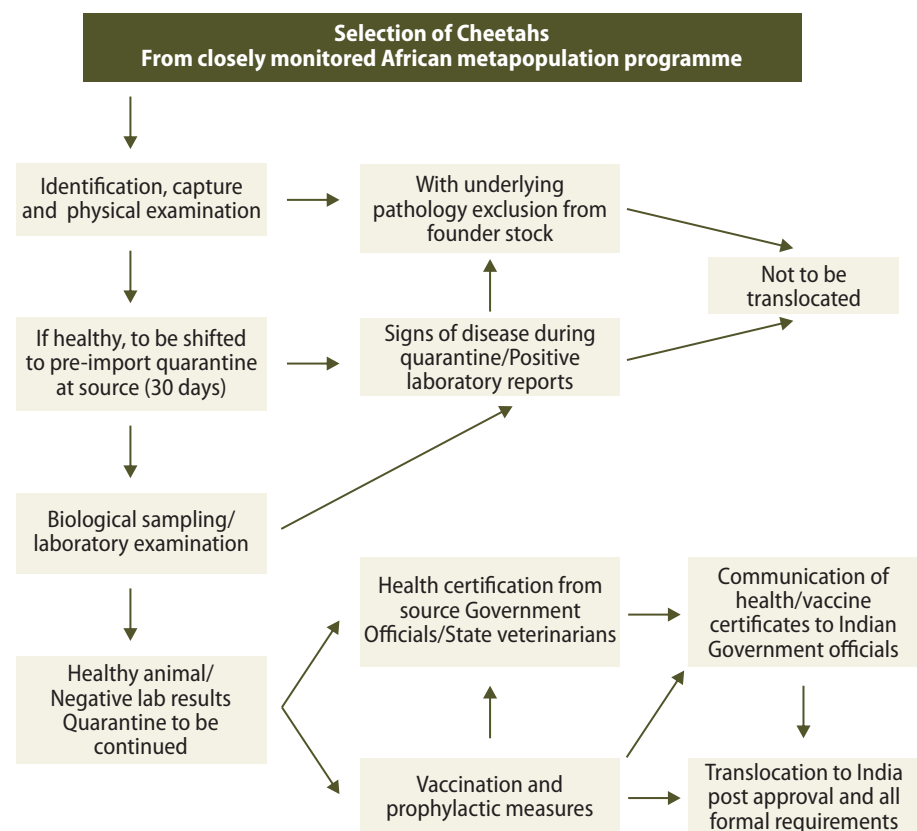 Selection of Cheetahs
From closely monitored African metapopulation programme
Identification, capture
and physical examination
With underlying
pathology exclusion from
founder stock
Not to be
translocated
If healthy, to be shifted
to pre-import quarantine
at source (30 days)
Signs of disease during
quarantine/Positive
laboratory reports
Biological sampling/
laboratory examination
Health certification from
source Government
Officials/State veterinarians
Communication of
health/vaccine
certificates to Indian
Government officials
Healthy animal/
Negative lab results
Quarantine to be
continued
Vaccination and
prophylactic measures
Translocation to India
post approval and all
formal requirements